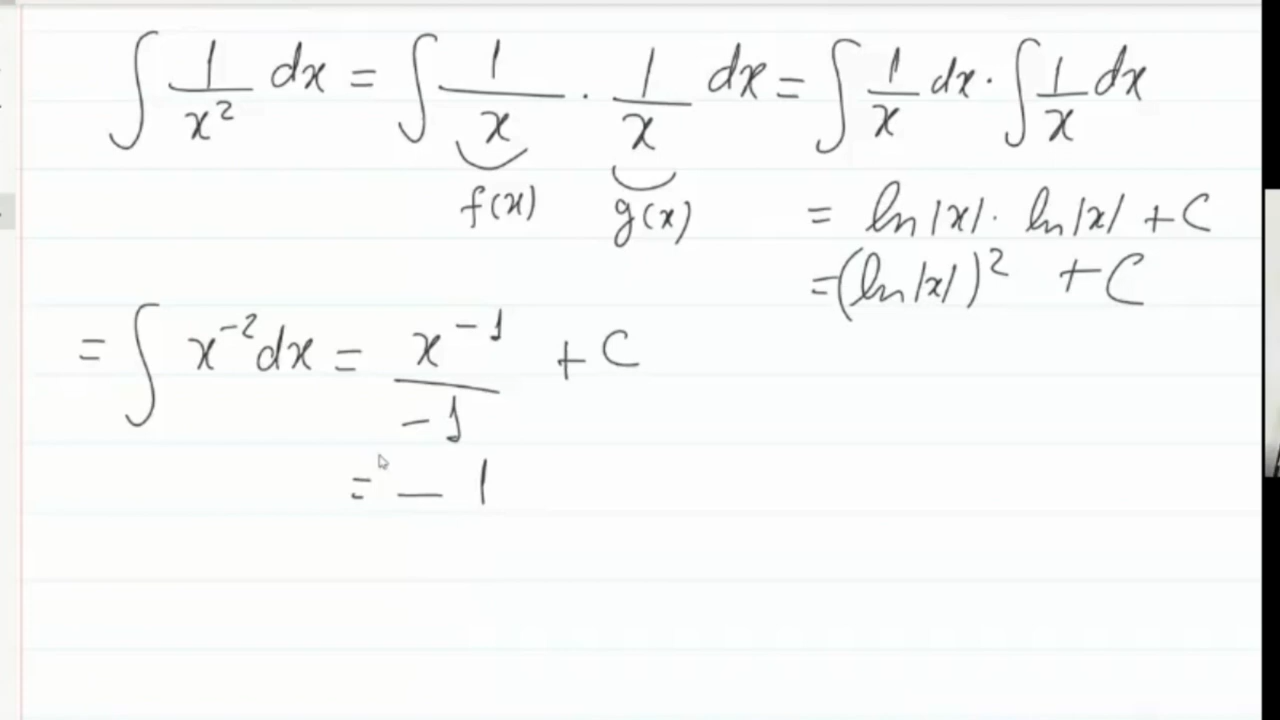 ∫ 1/x² dx = ∫ 1/x · 1/x dx = ∫ 1/x dx · ∫ 1/x dx
f(x) g(x) = ln|x| · ln|x| + C
= (ln|x|)² + C
= ∫ x⁻² dx = x⁻¹/-1 + C
= - 1